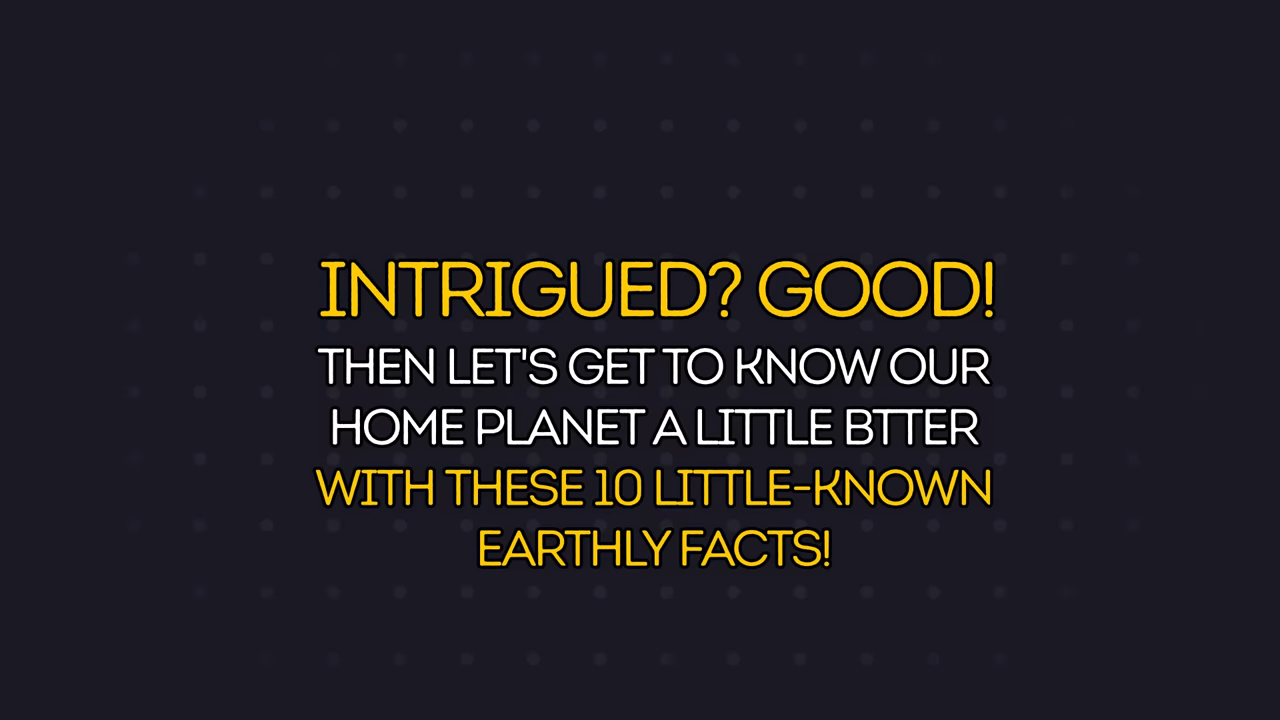 INTRIGUED? GOOD!
THEN LET'S GET TO KNOW OUR
HOME PLANET A LITTLE BTTER
WITH THESE 10 LITTLE-KNOWN
EARTHLY FACTS!